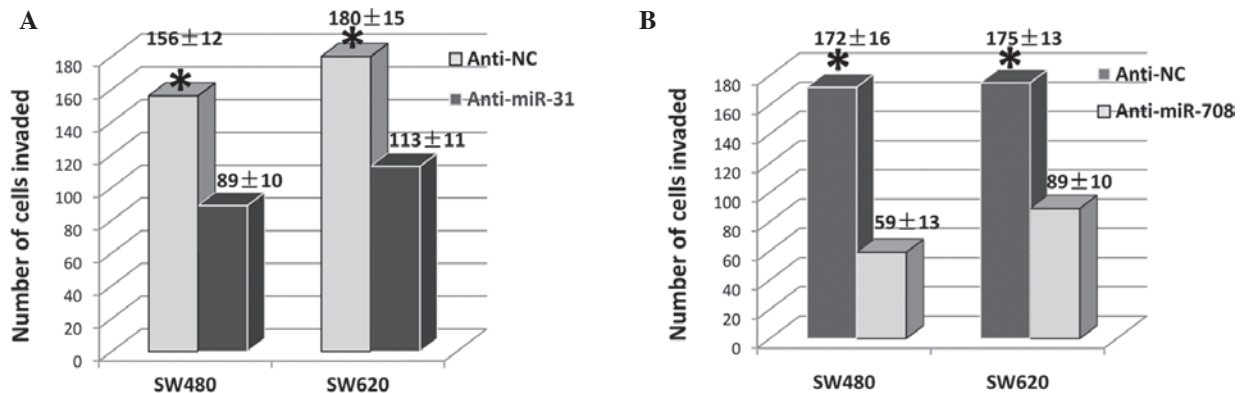 A
Number of cells invaded
180
160
140
120
100
80
60
40
20
0
156±12
*
89±10
180±15
*
113±11
Anti-NC
Anti-miR-31
SW480
SW620
B
Number of cells invaded
180
160
140
120
100
80
60
40
20
0
172±16
*
59±13
175±13
*
89±10
Anti-NC
Anti-miR-708
SW480
SW620